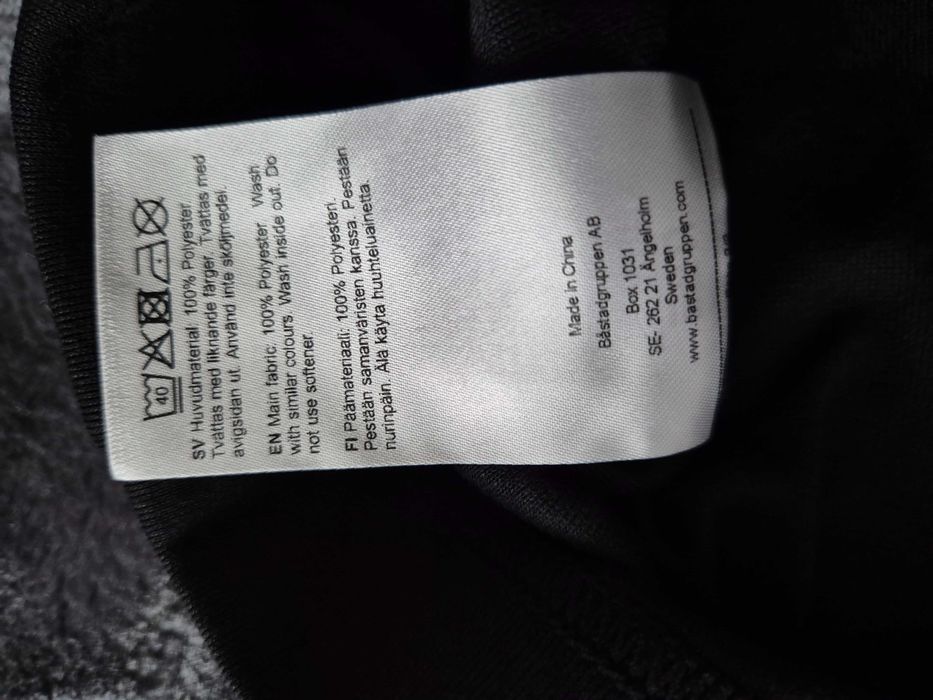 40
SV Huvudmaterial 100% Polyester
Tvättas med liknande färger. Tvättas med
avigsidan ut. Använd inte sköljmedel.
EN Main fabric: 100% Polyester Wash
with similar colours Wash inside out. Do
not use softener
FI Päämateriaali: 100% Polyesteri.
Pestään samanväristen kanssa. Pestään
nurinpäin. Älä käytä huuhteluainetta.
Made in China
Båstadgruppen AB
Box 1031
SE- 262 21 Ängelholm
Sweden
www.bastadgruppen.com